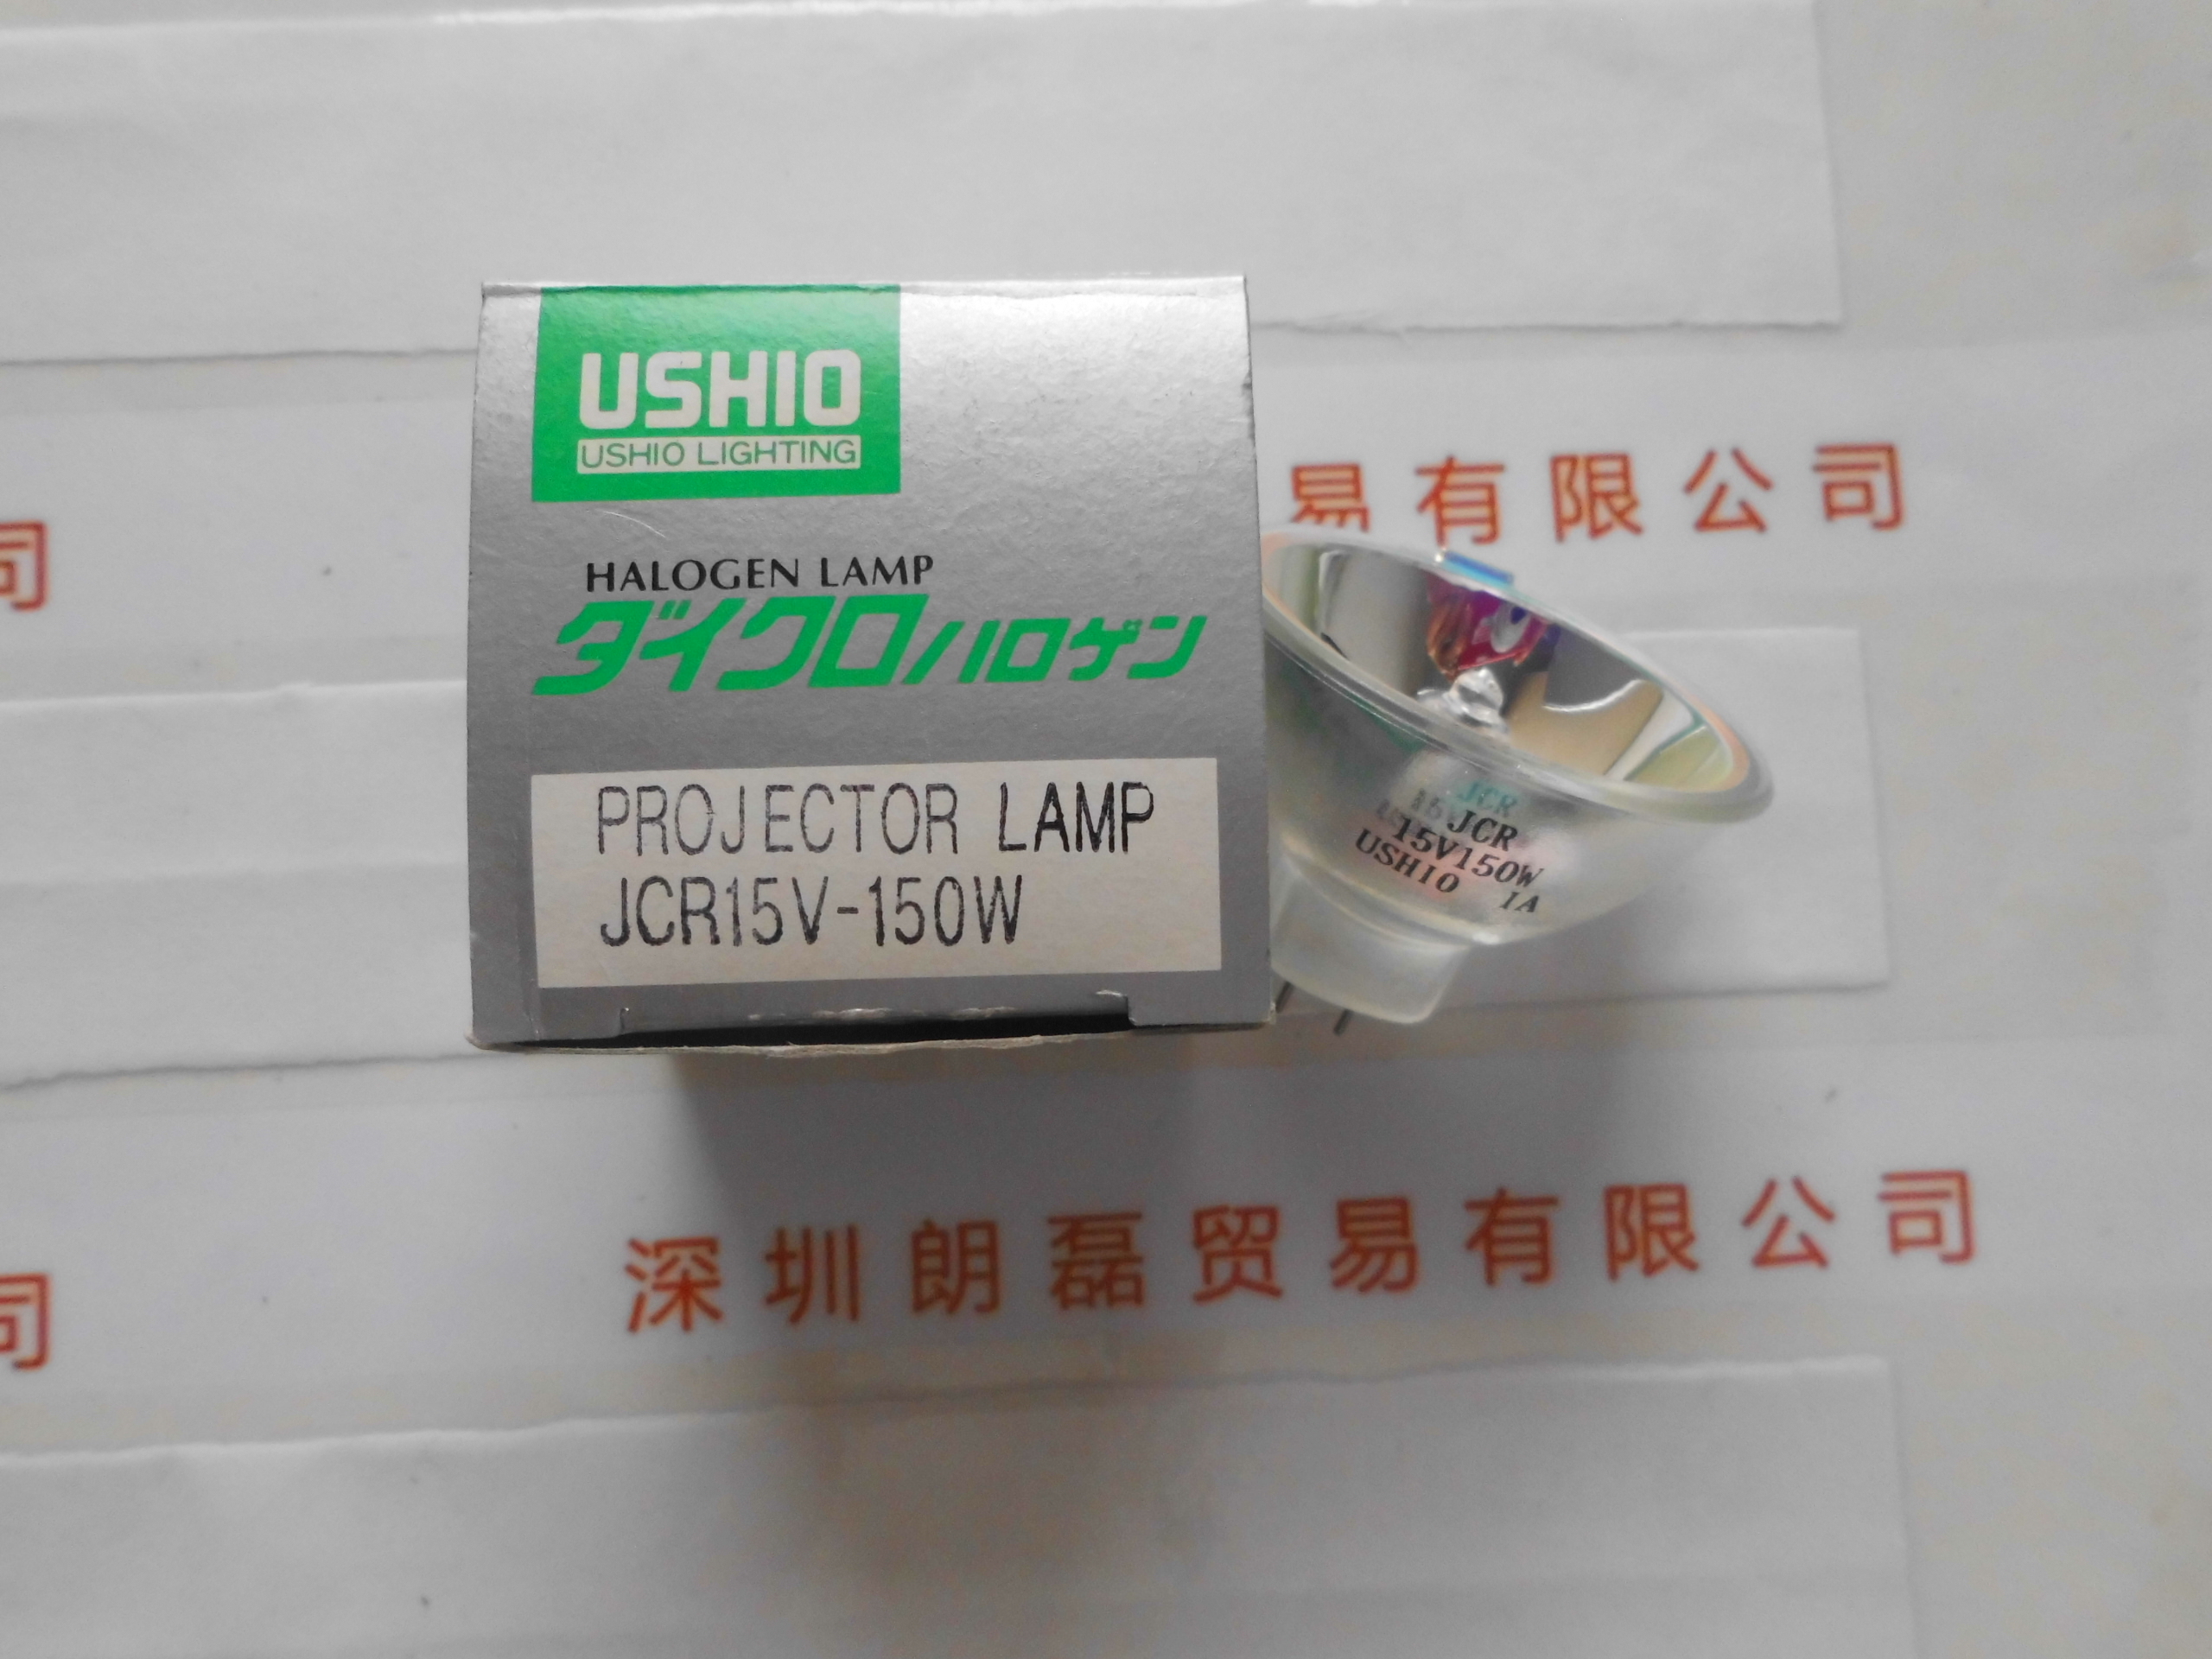 USHIO
USHIO LIGHTING
HALOGEN LAMP
ダイクロハロゲン
PROJECTOR LAMP
JCR15V-150W
易有限公司
JCR
15V150W
USHIO 1A
司
深圳朗磊贸易有限公司
司